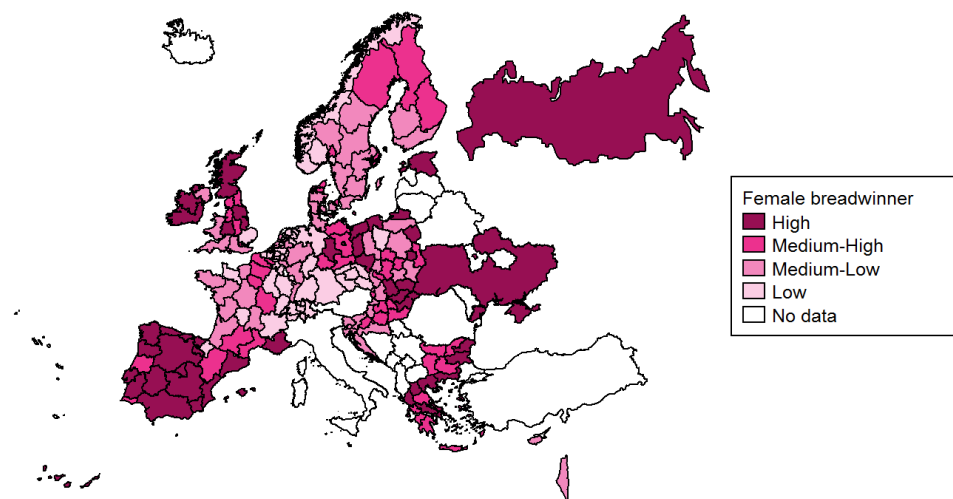 Female breadwinner
High
Medium-High
Medium-Low
Low
No data